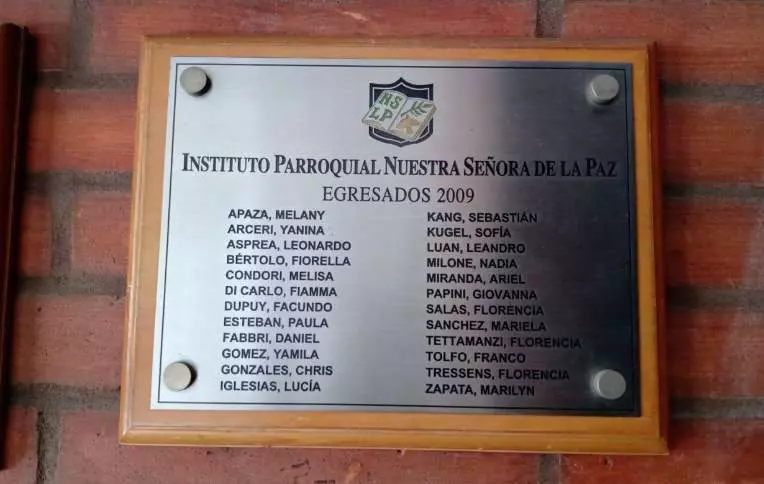 NS
LP
INSTITUTO PARROQUIAL NUESTRA SEÑORA DE LA PAZ
EGRESADOS 2009
APAZA, MELANY
ARCERI, YANINA
ASPREA, LEONARDO
BÉRTOLO, FIORELLA
CONDORI, MELISA
DI CARLO, FIAMMA
DUPUY, FACUNDO
ESTEBAN, PAULA
FABBRI, DANIEL
GOMEZ, YAMILA
GONZALES, CHRIS
IGLESIAS, LUCÍA
KANG, SEBASTIÁN
KUGEL, SOFÍA
LUAN, LEANDRO
MILONE, NADIA
MIRANDA, ARIEL
PAPINI, GIOVANNA
SALAS, FLORENCIA
SANCHEZ, MARIELA
TETTAMANZI, FLORENCIA
TOLFO, FRANCO
TRESSENS, FLORENCIA
ZAPATA, MARILYN